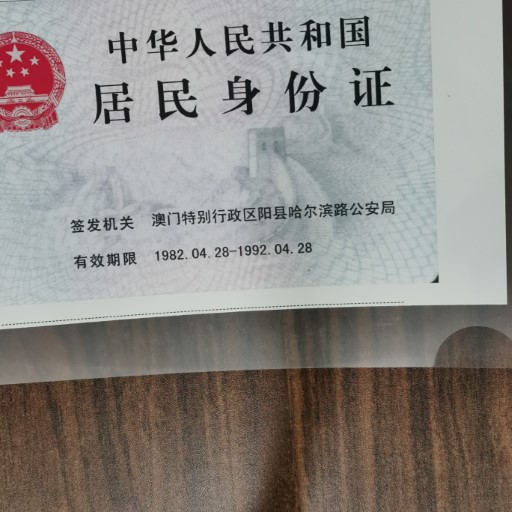 中华人民共和国
居民身份证
签发机关 澳门特别行政区阳县哈尔滨路公安局
有效期限 1982.04.28-1992.04.28